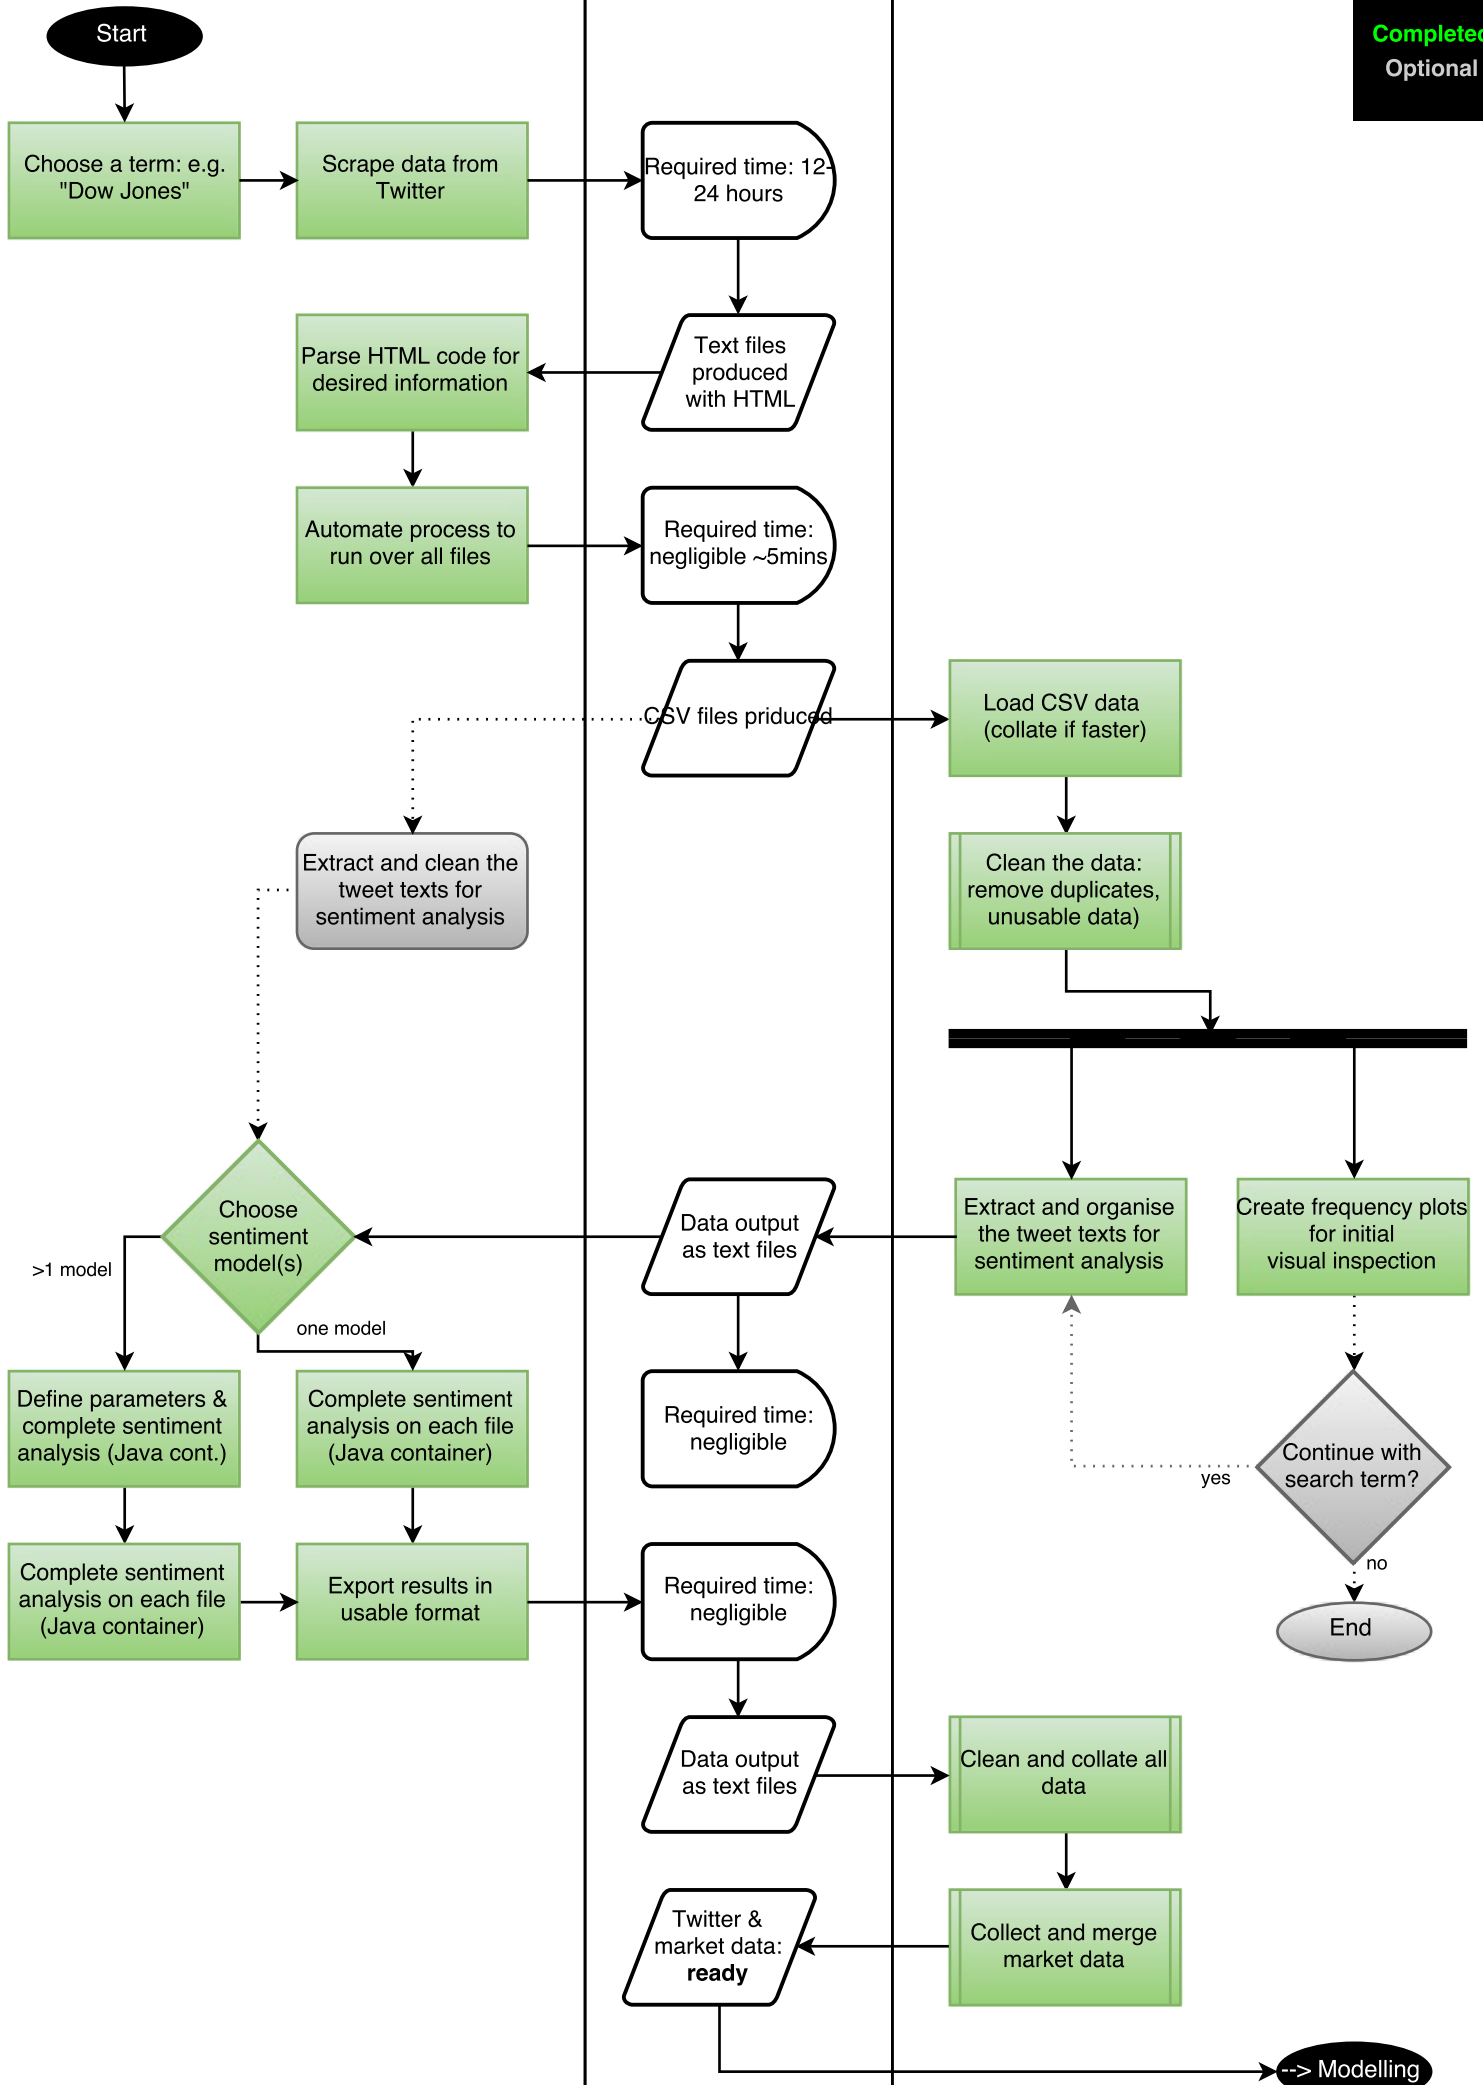 Start
Completed
Optional
Choose a term: e.g.
"Dow Jones"
Scrape data from
Twitter
Required time: 12-
24 hours
Parse HTML code for
desired information
Text files
produced
with HTML
Automate process to
run over all files
Required time:
negligible ~5mins
CSV files priduced
Load CSV data
(collate if faster)
Extract and clean the
tweet texts for
sentiment analysis
Clean the data:
remove duplicates,
unusable data)
Choose
sentiment
model(s)
Data output
as text files
Extract and organise
the tweet texts for
sentiment analysis
Create frequency plots
for initial
visual inspection
>1 model
one model
Define parameters &
complete sentiment
analysis (Java cont.)
Complete sentiment
analysis on each file
(Java container)
Required time:
negligible
Continue with
search term?
yes
no
Complete sentiment
analysis on each file
(Java container)
Export results in
usable format
Required time:
negligible
End
Data output
as text files
Clean and collate all
data
Twitter &
market data:
ready
Collect and merge
market data
--> Modelling